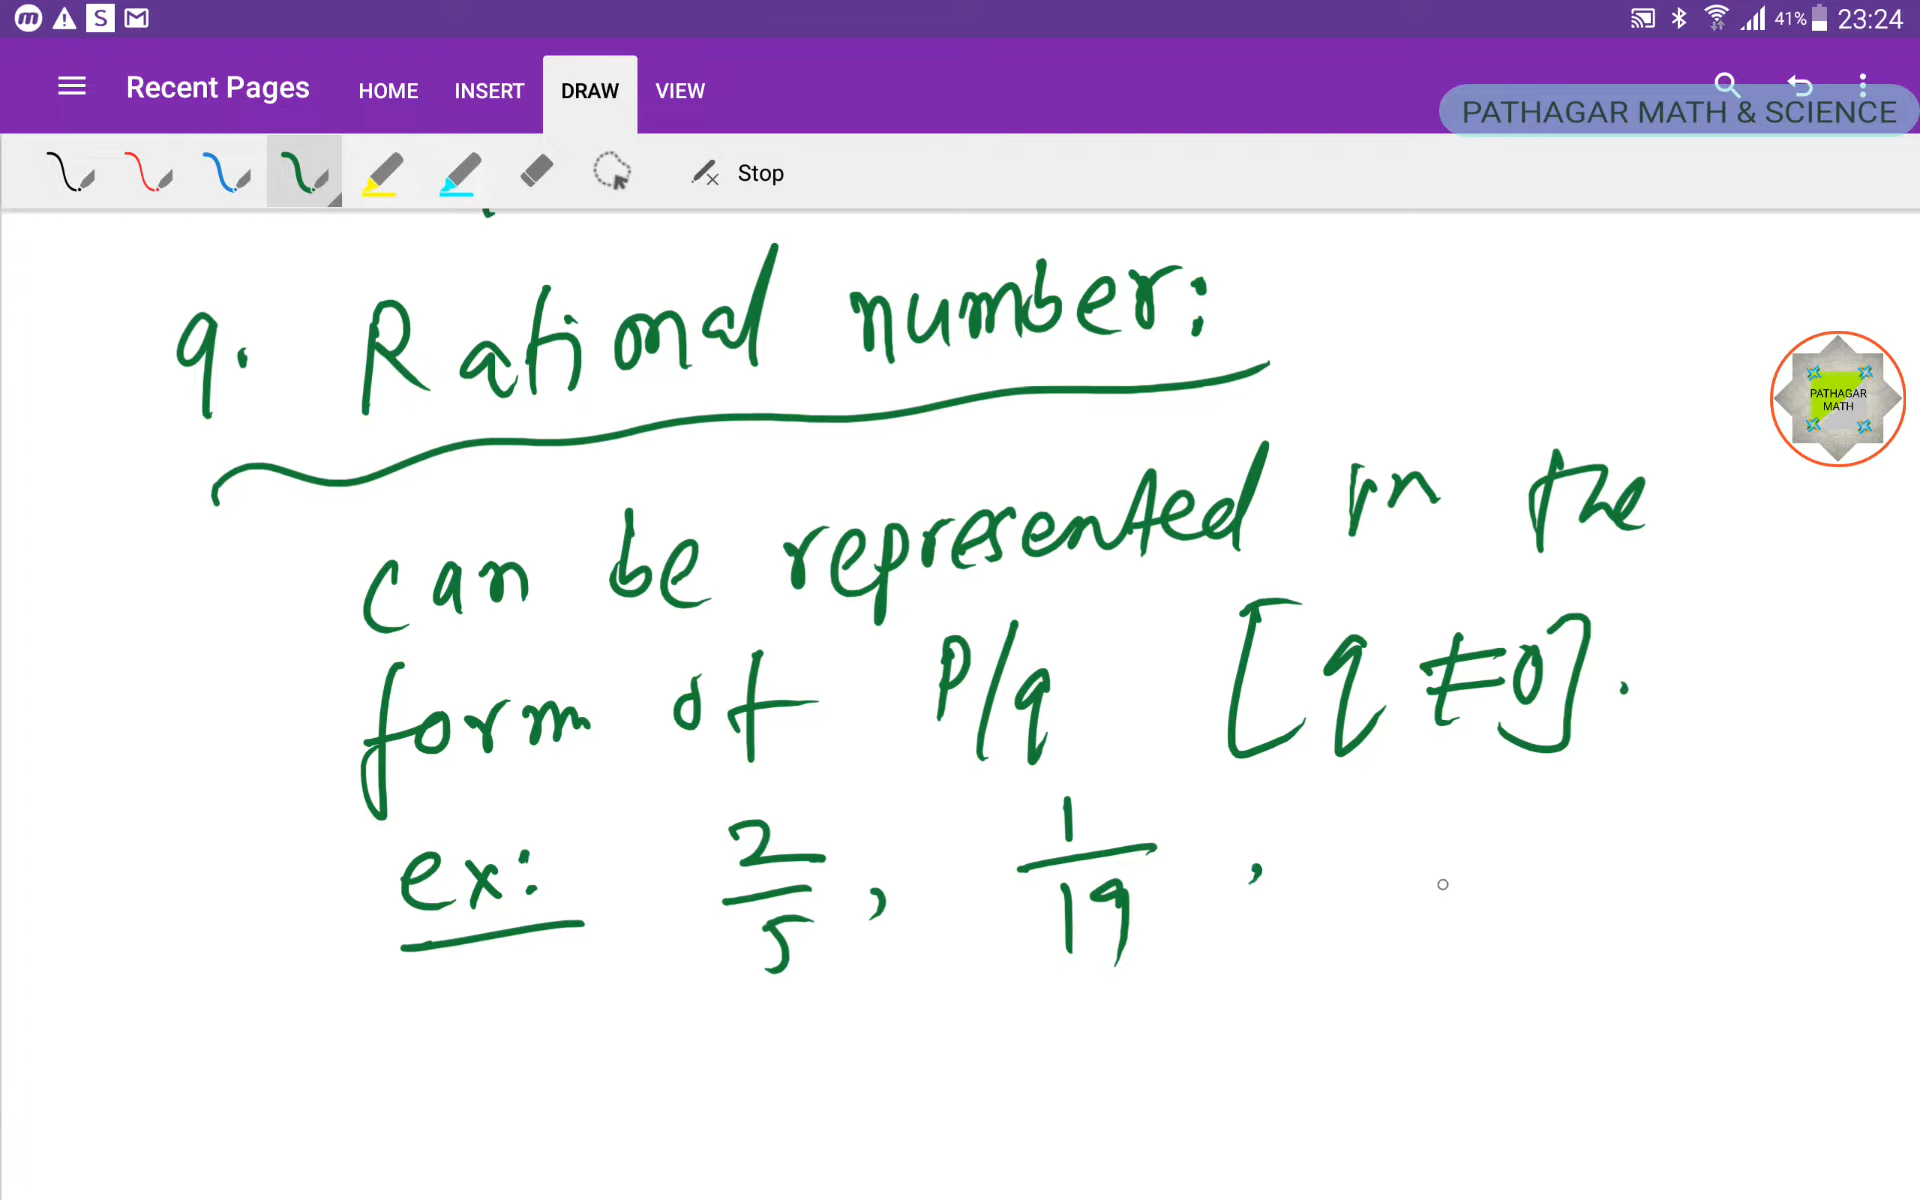 S 41% 23:24
Recent Pages HOME INSERT DRAW VIEW
PATHAGAR MATH & SCIENCE
Stop
9. Rational number:
can be represented in the
form of P/q [q ≠ 0].
ex: 2/5, 1/19,
PATHAGAR
MATH